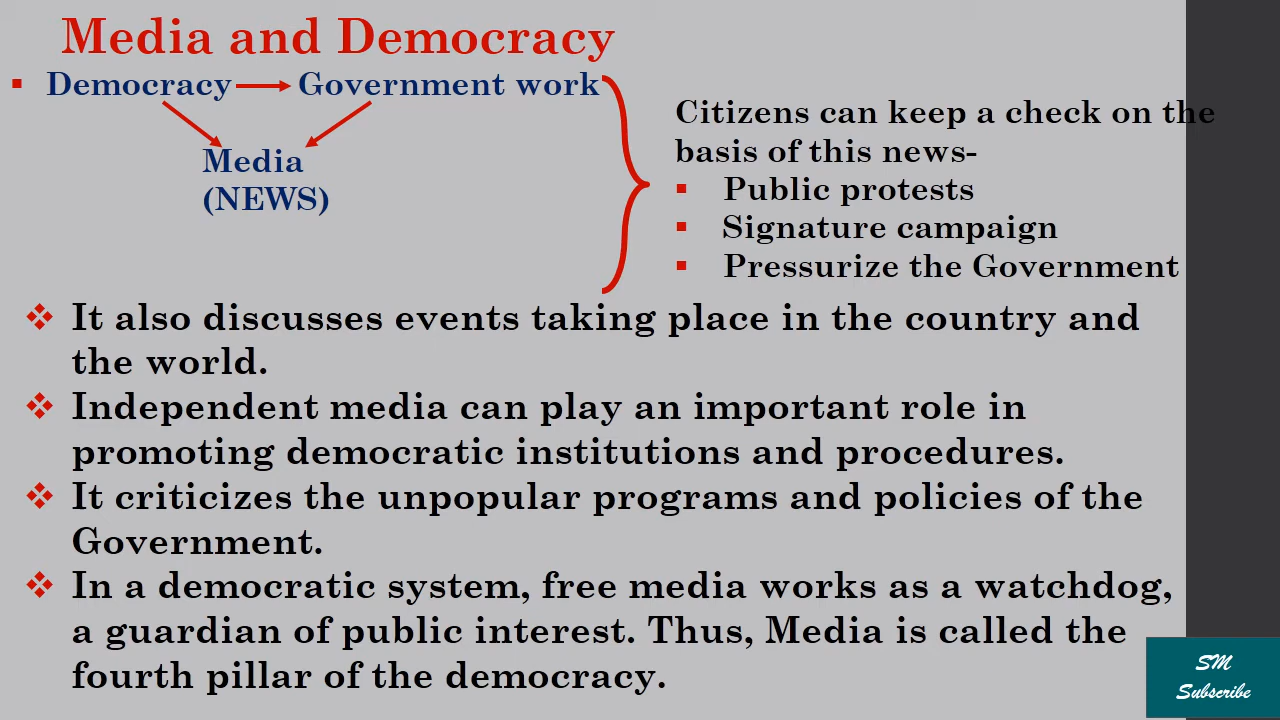 Media and Democracy
Democracy Government work
Media
(NEWS)
Citizens can keep a check on the
basis of this news-
Public protests
Signature campaign
Pressurize the Government
It also discusses events taking place in the country and
the world.
Independent media can play an important role in
promoting democratic institutions and procedures.
It criticizes the unpopular programs and policies of the
Government.
In a democratic system, free media works as a watchdog,
a guardian of public interest. Thus, Media is called the
fourth pillar of the democracy.
SM
Subscribe